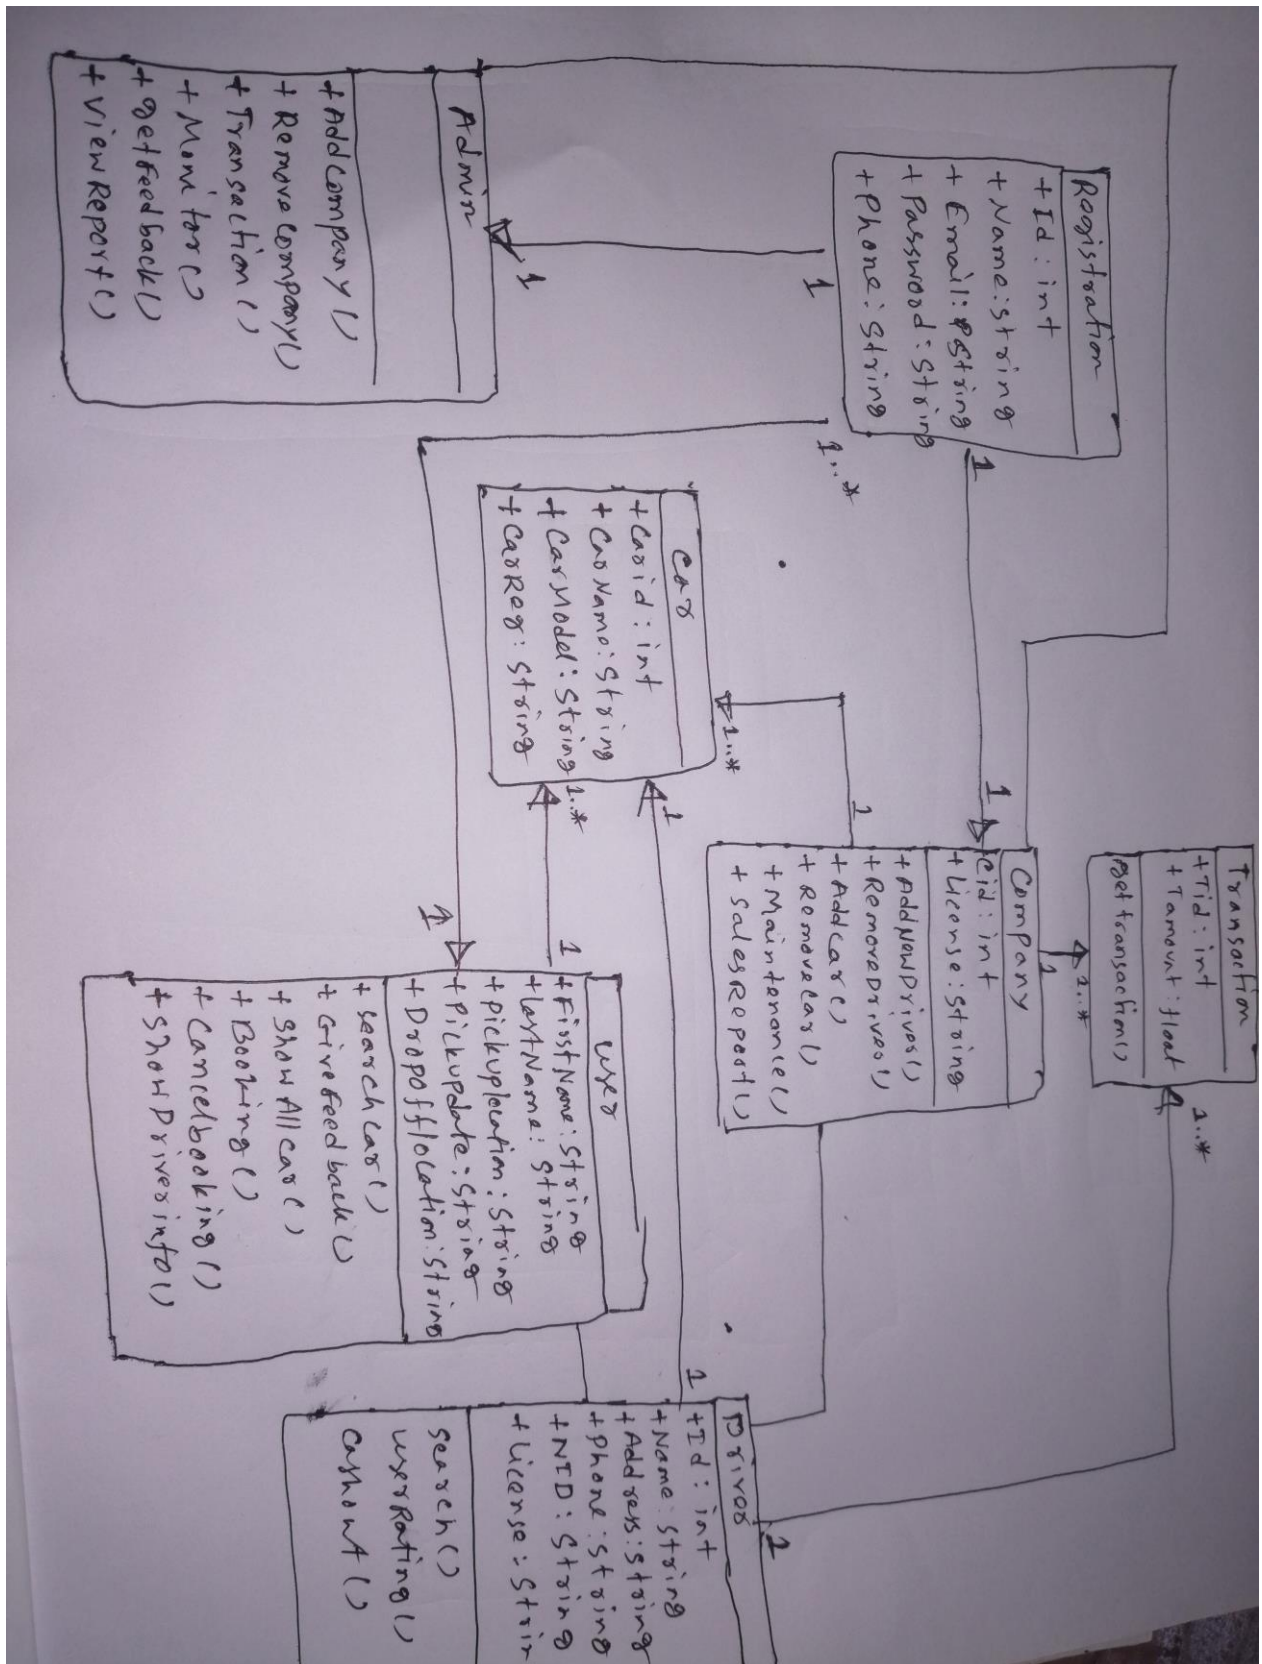 Registration
+Id: int
+Name: string
+Email: String
+Password: String
+Phone: String
1
1
Admin
+AddCompany()
+RemoveCompany()
+Transaction()
+Monitor()
+getfeedback()
+ViewReport()
1
1..*
Car
+Carid: int
+CarName: String
+CarModel: String
+CarReg: String
1..*
1..*
1
Transaction
+Tid: int
+Tamount: float
gettransaction()
1..*
1..*
Company
Cid: int
+License: String
+AddNewDriver()
+RemoveDriver()
+AddCar()
+RemoveCar()
+Maintenance()
+SalesReport()
1
1
1
User
+FirstName: String
+LastName: String
+Pickuplocation: String
+Pickupdate: String
+Dropofflocation: String
+SearchCar()
+Givefeedback()
+ShowAllcar()
+Booking()
+Cancelbooking()
+ShowDriverinfo()
1
1
Driver
+Id: int
+Name: String
+Address: String
+Phone: String
+NID: String
+License: Strin
Search()
userRating()
Cashout()
1
1